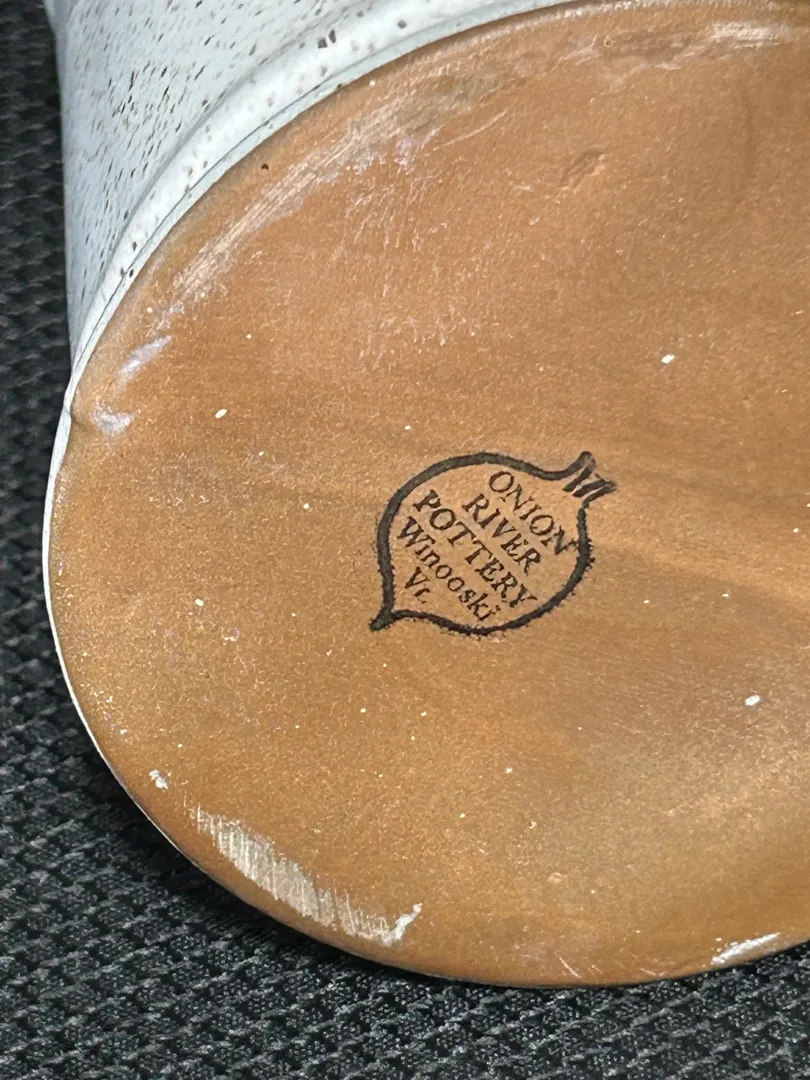 ONION
RIVER
POTTERY
Winooski
Vt.